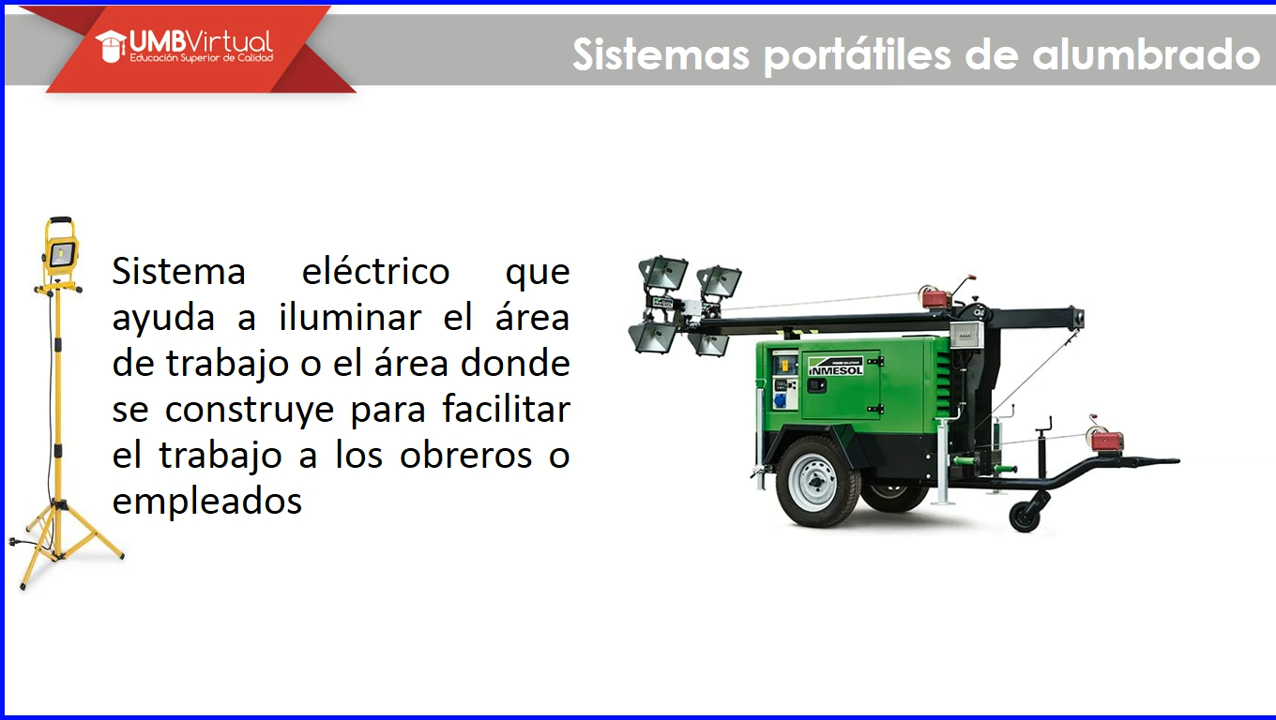 UMBVirtual
Educación Superior de Calidad
Sistemas portátiles de alumbrado
Sistema eléctrico que
ayuda a iluminar el área
de trabajo o el área donde
se construye para facilitar
el trabajo a los obreros o
empleados
INMESOL
INMESOL